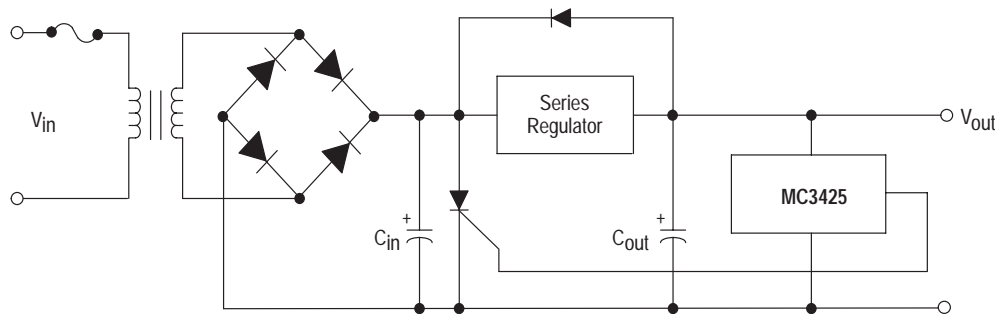 Vin
+
Cin
Series
Regulator
+
Cout
MC3425
Vout